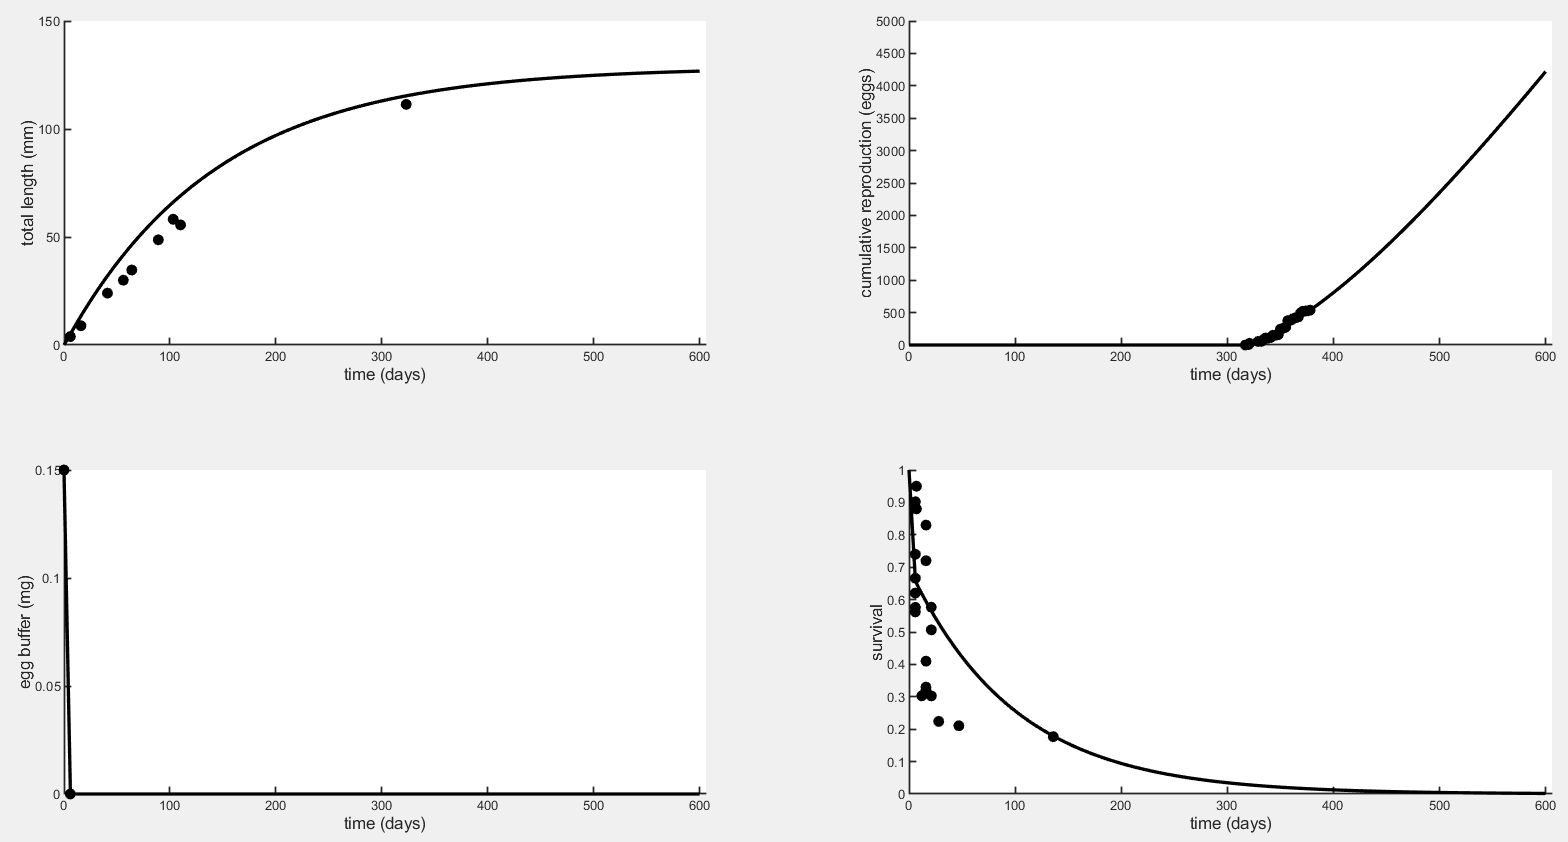 150
100
50
0
total length (mm)
0 100 200 300 400 500 600
time (days)
5000
4500
4000
3500
3000
2500
2000
1500
1000
500
0
cumulative reproduction (eggs)
0 100 200 300 400 500 600
time (days)
0.15
0.1
0.05
0
egg buffer (mg)
0 100 200 300 400 500 600
time (days)
1
0.9
0.8
0.7
0.6
0.5
0.4
0.3
0.2
0.1
0
survival
0 100 200 300 400 500 600
time (days)